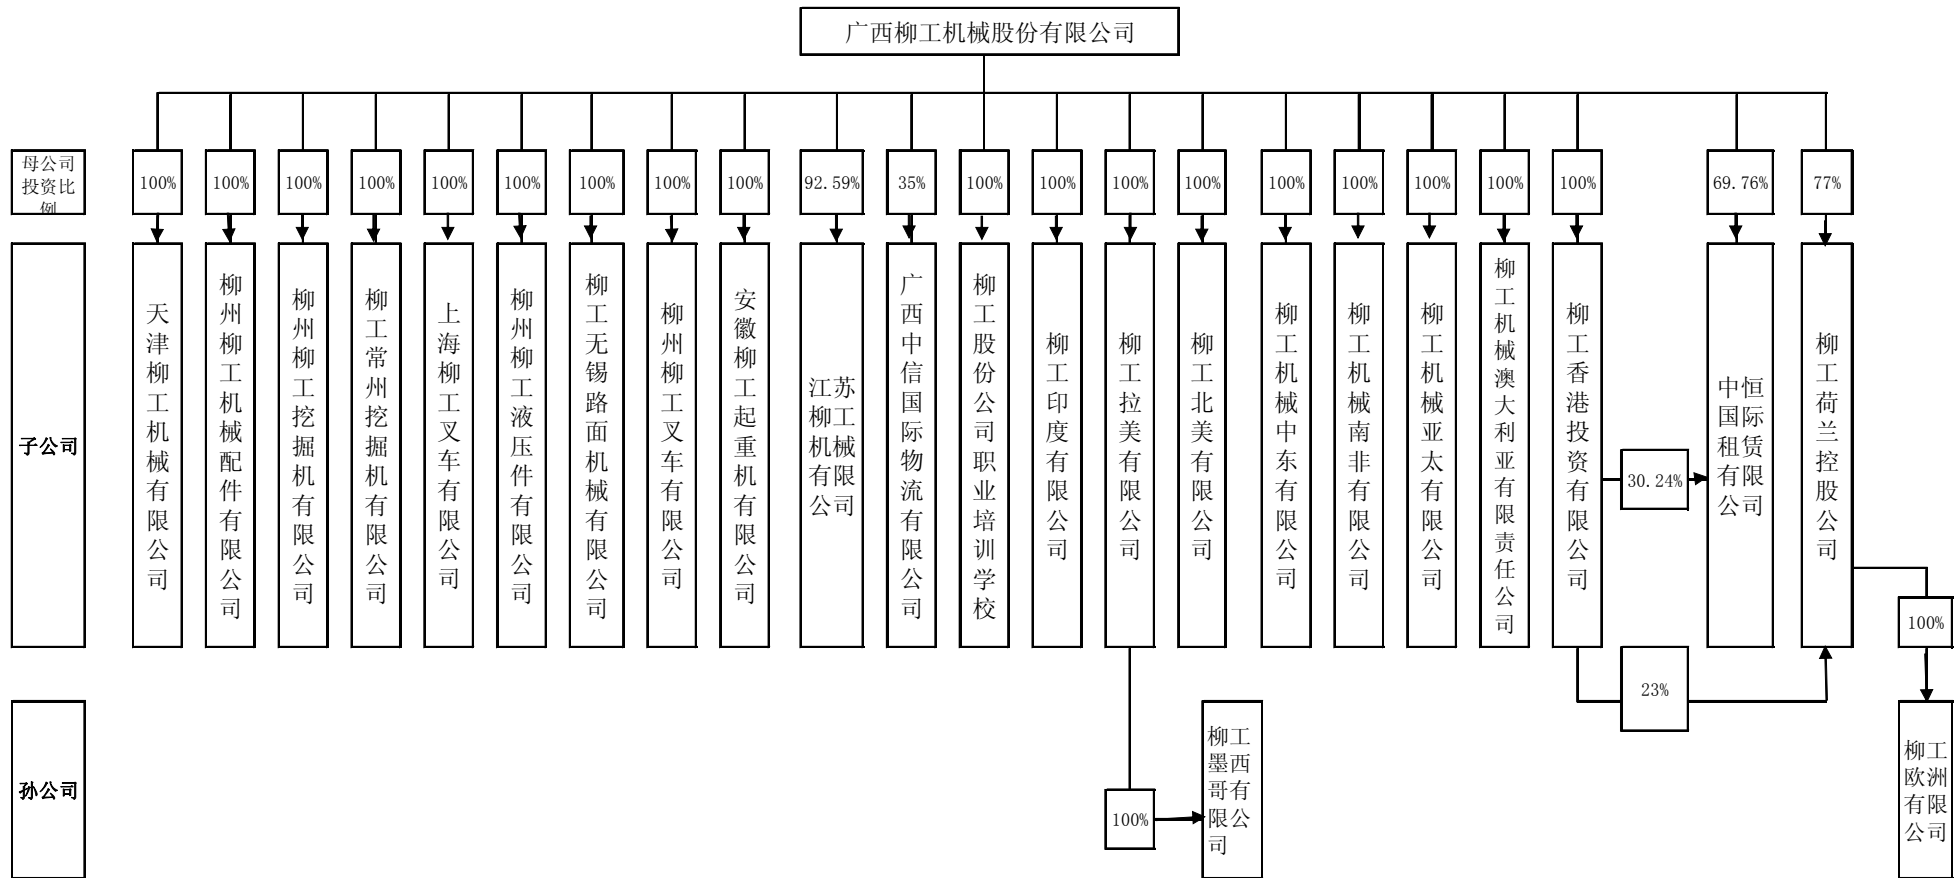 广西柳工机械股份有限公司
母公司
投资比
例
100%
100%
100%
100%
100%
100%
100%
100%
100%
92.59%
35%
100%
100%
100%
100%
100%
100%
100%
100%
100%
69.76%
77%
子公司
天津柳工机械有限公司
柳州柳工机械配件有限公司
柳州柳工挖掘机有限公司
柳工常州挖掘机有限公司
上海柳工叉车有限公司
柳州柳工液压件有限公司
柳工无锡路面机械有限公司
柳州柳工叉车有限公司
安徽柳工起重机有限公司
江苏
柳工
机械
有限
公司
广西中信国际物流有限公司
柳工股份公司职业培训学校
柳工印度有限公司
柳工拉美有限公司
柳工北美有限公司
柳工机械中东有限公司
柳工机械南非有限公司
柳工机械亚太有限公司
柳工机械澳大利亚有限责任公司
柳工香港投资有限公司
30.24%
中恒
国际
租赁
有限
公司
柳工荷兰控股公司
100%
23%
孙公司
100%
柳工
墨西
哥有
限公
司
柳工
欧洲
有限
公司